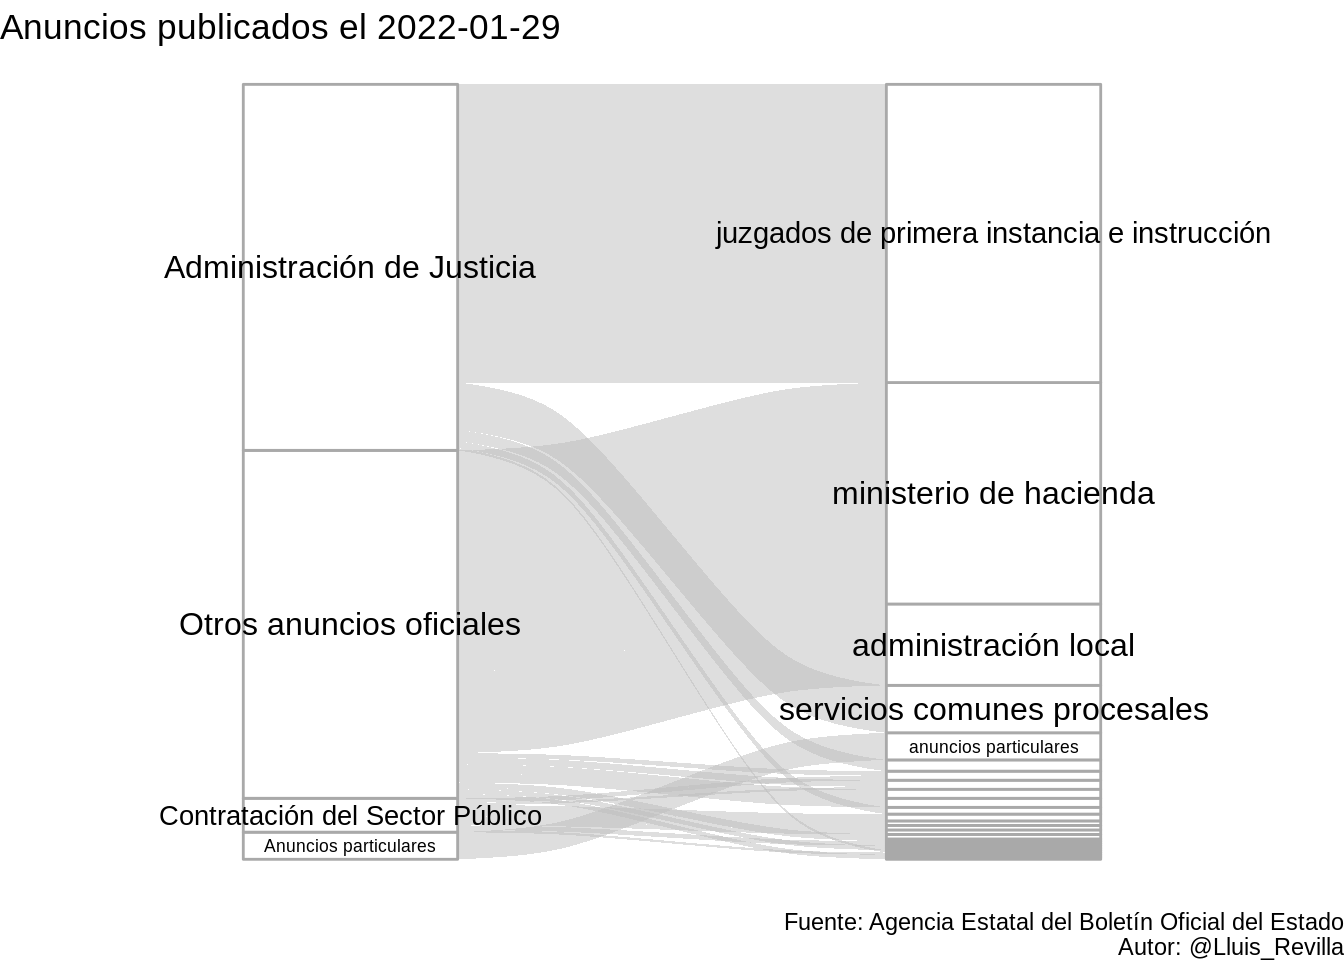 Anuncios publicados el 2022-01-29
juzgados de primera instancia e instrucción
Administración de Justicia
ministerio de hacienda
Otros anuncios oficiales
administración local
servicios comunes procesales
anuncios particulares
Contratación del Sector Público
Anuncios particulares
Fuente: Agencia Estatal del Boletín Oficial del Estado
Autor: @Lluis_Revilla